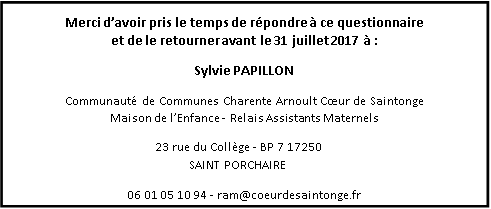 Merci d'avoir pris le temps de répondre à ce questionnaire
et de le retourner avant le 31 juillet 2017 à :
Sylvie PAPILLON
Communauté de Communes Charente Arnoult Cœur de Saintonge
Maison de l'Enfance - Relais Assistants Maternels
23 rue du Collège - BP 7 17250
SAINT PORCHAIRE
06 01 05 10 94 - ram@coeurdesaintonge.fr